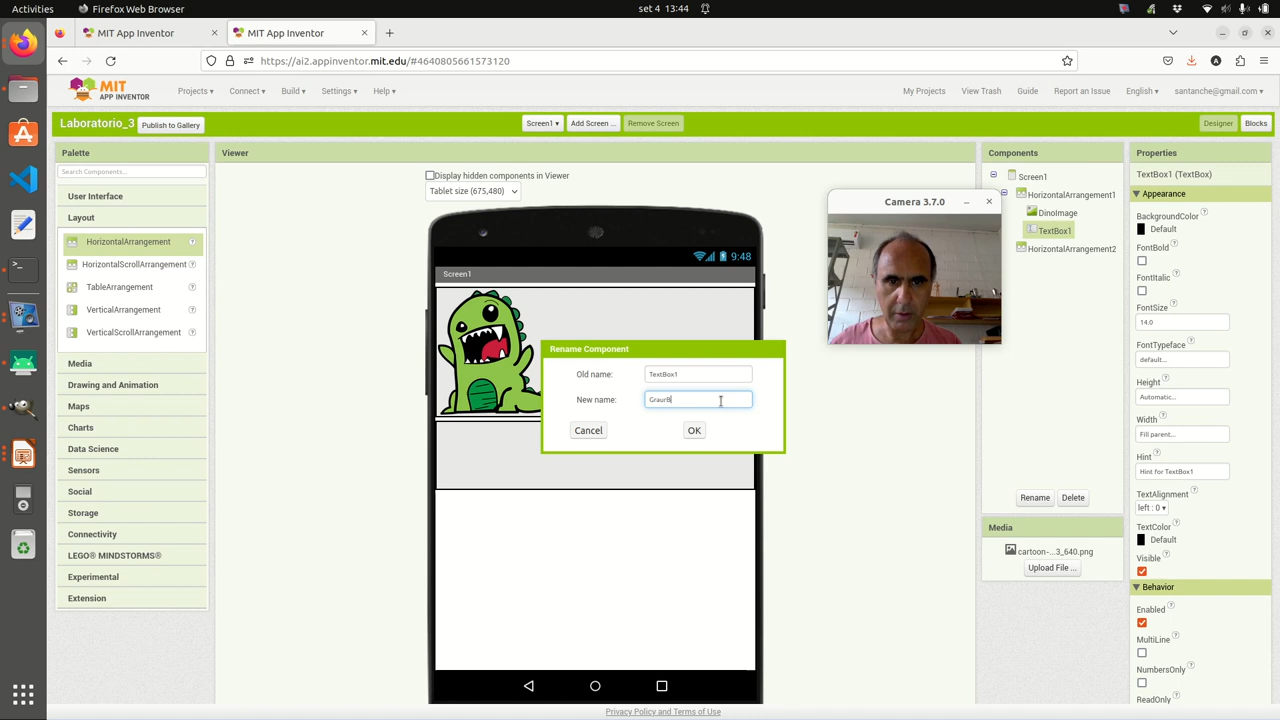 Activities
Firefox Web Browser
set 4 13:44
MIT App Inventor
MIT App Inventor
https://ai2.appinventor.mit.edu/#4640805661573120
MIT
APP INVENTOR
Projects ▾
Connect ▾
Build ▾
Settings ▾
Help ▾
My Projects
View Trash
Guide
Report an Issue
English ▾
santanche@gmail.com ▾
Laboratorio_3
Publish to Gallery
Screen1 ▾
Add Screen ...
Remove Screen
Designer
Blocks
Palette
Search Components...
User Interface
Layout
HorizontalArrangement
HorizontalScrollArrangement
TableArrangement
VerticalArrangement
VerticalScrollArrangement
Media
Drawing and Animation
Maps
Charts
Data Science
Sensors
Social
Storage
Connectivity
LEGO® MINDSTORMS®
Experimental
Extension
Viewer
Display hidden components in Viewer
Tablet size (675,480)
9:48
Screen1
Rename Component
Old name:
TextBox1
New name:
GraurB
Cancel
OK
Camera 3.7.0
Components
Screen1
HorizontalArrangement1
DinoImage
TextBox1
HorizontalArrangement2
Rename
Delete
Media
cartoon-...3_640.png
Upload File ...
Properties
TextBox1 (TextBox)
Appearance
BackgroundColor
Default
FontBold
FontItalic
FontSize
14.0
FontTypeface
default...
Height
Automatic...
Width
Fill parent...
Hint
Hint for TextBox1
TextAlignment
left : 0 ▾
TextColor
Default
Visible
Behavior
Enabled
MultiLine
NumbersOnly
ReadOnly
Privacy Policy and Terms of Use